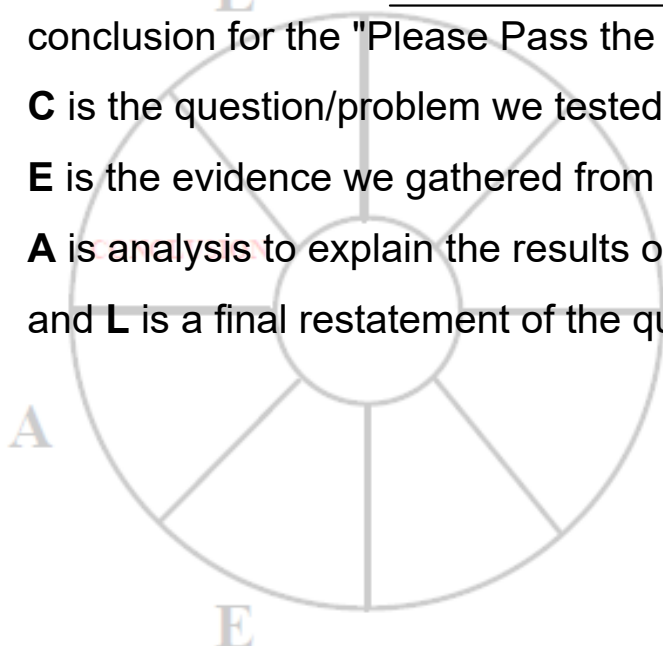 conclusion for the "Please Pass the
C is the question/problem we tested
E is the evidence we gathered from
A is analysis to explain the results o
and L is a final restatement of the qu
A
E